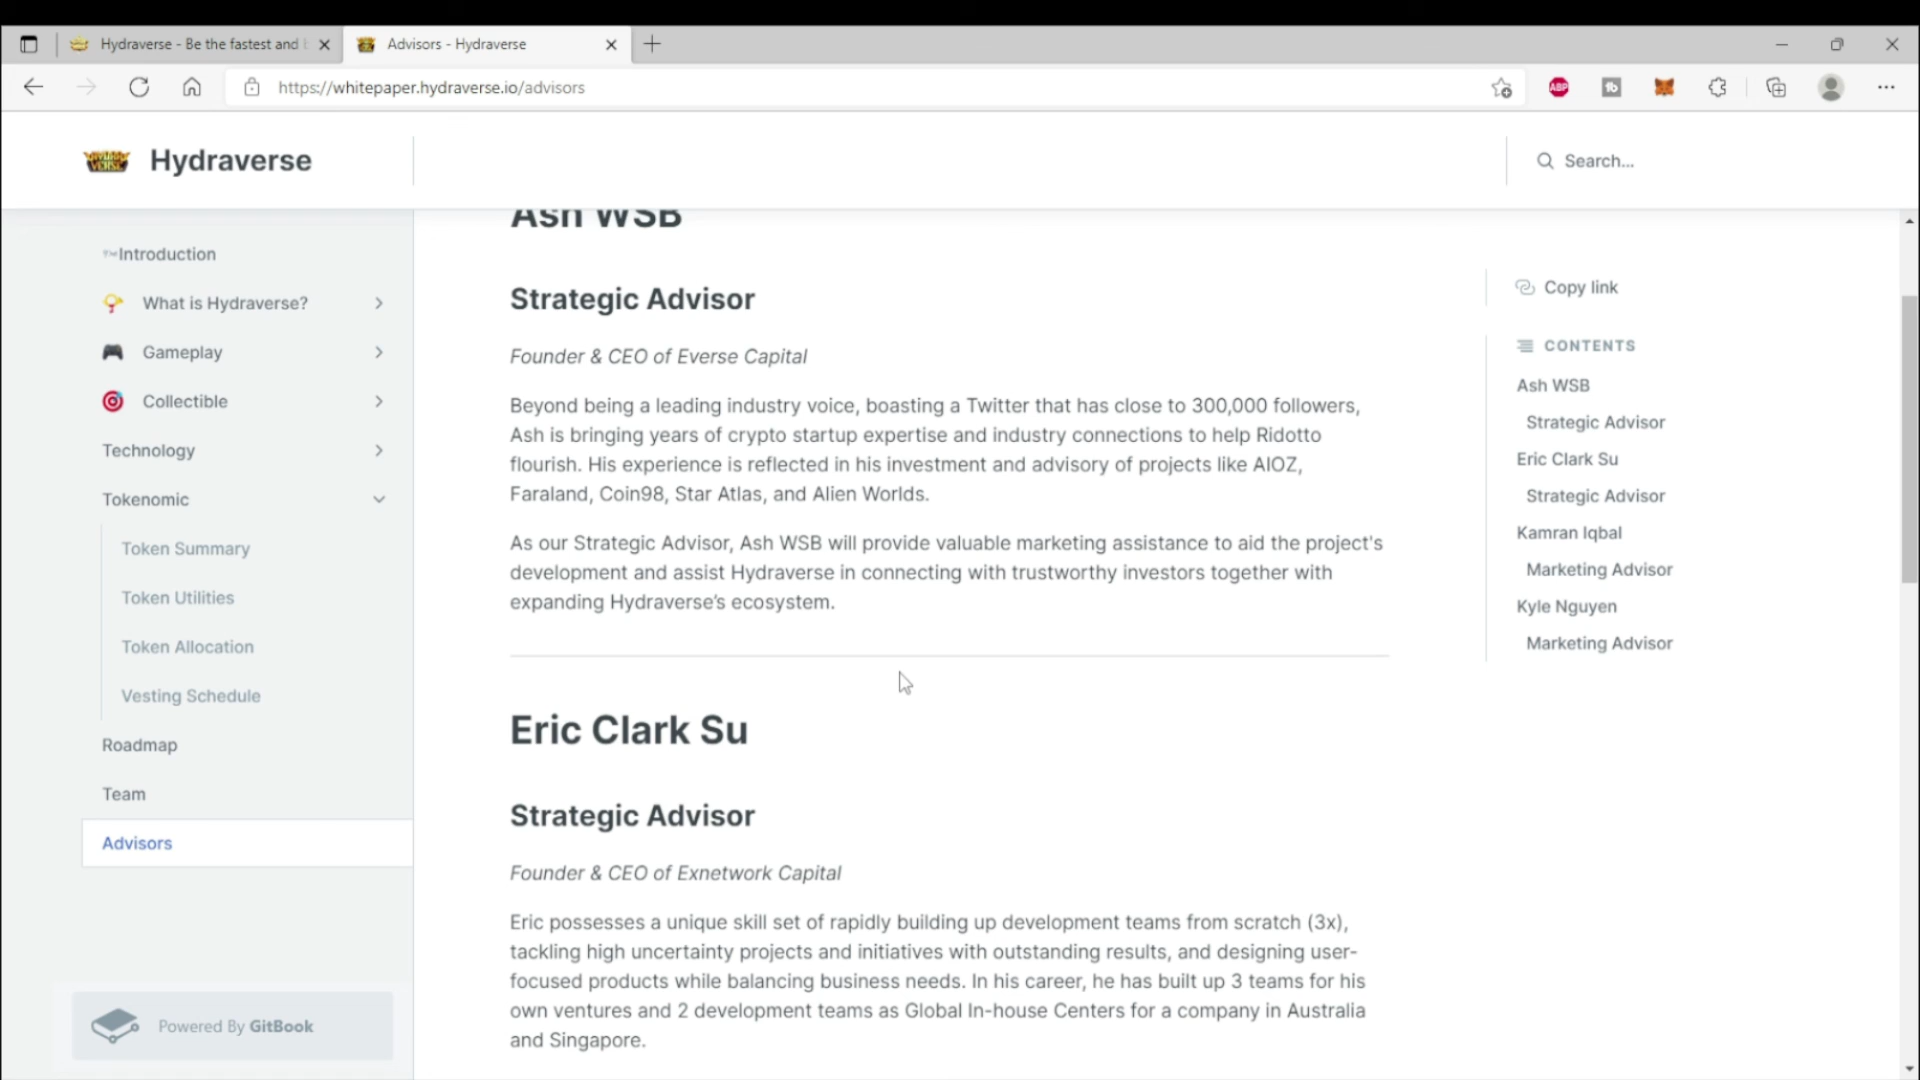 Hydraverse - Be the fastest and
Advisors - Hydraverse
https://whitepaper.hydraverse.io/advisors
ABP
Hydraverse
Search...
Introduction
What is Hydraverse?
Gameplay
Collectible
Technology
Tokenomic
Token Summary
Token Utilities
Token Allocation
Vesting Schedule
Roadmap
Team
Advisors
Powered By GitBook
Ash WSB
Strategic Advisor
Founder & CEO of Everse Capital
Beyond being a leading industry voice, boasting a Twitter that has close to 300,000 followers,
Ash is bringing years of crypto startup expertise and industry connections to help Ridotto
flourish. His experience is reflected in his investment and advisory of projects like AIOZ,
Faraland, Coin98, Star Atlas, and Alien Worlds.
As our Strategic Advisor, Ash WSB will provide valuable marketing assistance to aid the project's
development and assist Hydraverse in connecting with trustworthy investors together with
expanding Hydraverse’s ecosystem.
Eric Clark Su
Strategic Advisor
Founder & CEO of Exnetwork Capital
Eric possesses a unique skill set of rapidly building up development teams from scratch (3x),
tackling high uncertainty projects and initiatives with outstanding results, and designing user-
focused products while balancing business needs. In his career, he has built up 3 teams for his
own ventures and 2 development teams as Global In-house Centers for a company in Australia
and Singapore.
Copy link
CONTENTS
Ash WSB
Strategic Advisor
Eric Clark Su
Strategic Advisor
Kamran Iqbal
Marketing Advisor
Kyle Nguyen
Marketing Advisor